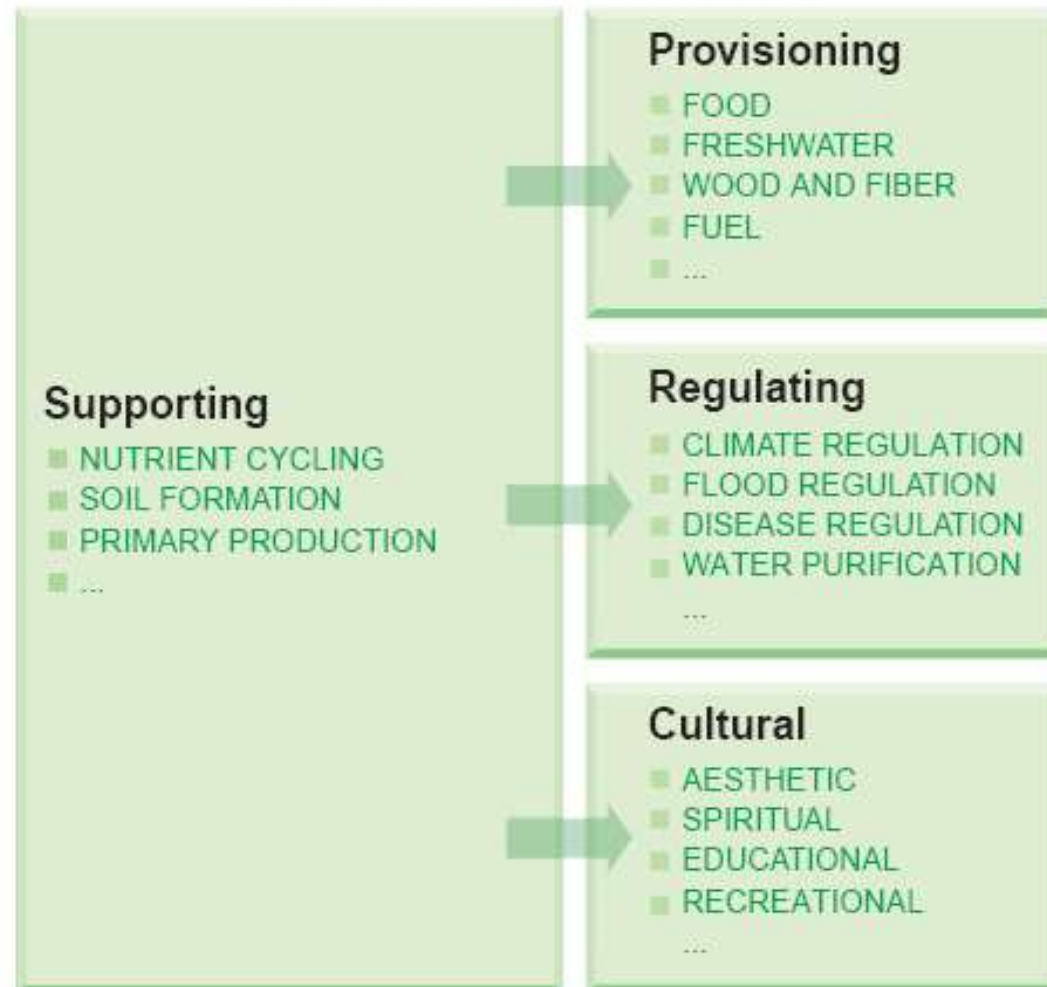 Supporting
NUTRIENT CYCLING
SOIL FORMATION
PRIMARY PRODUCTION
...
Provisioning
FOOD
FRESHWATER
WOOD AND FIBER
FUEL
...
Regulating
CLIMATE REGULATION
FLOOD REGULATION
DISEASE REGULATION
WATER PURIFICATION
...
Cultural
AESTHETIC
SPIRITUAL
EDUCATIONAL
RECREATIONAL
...